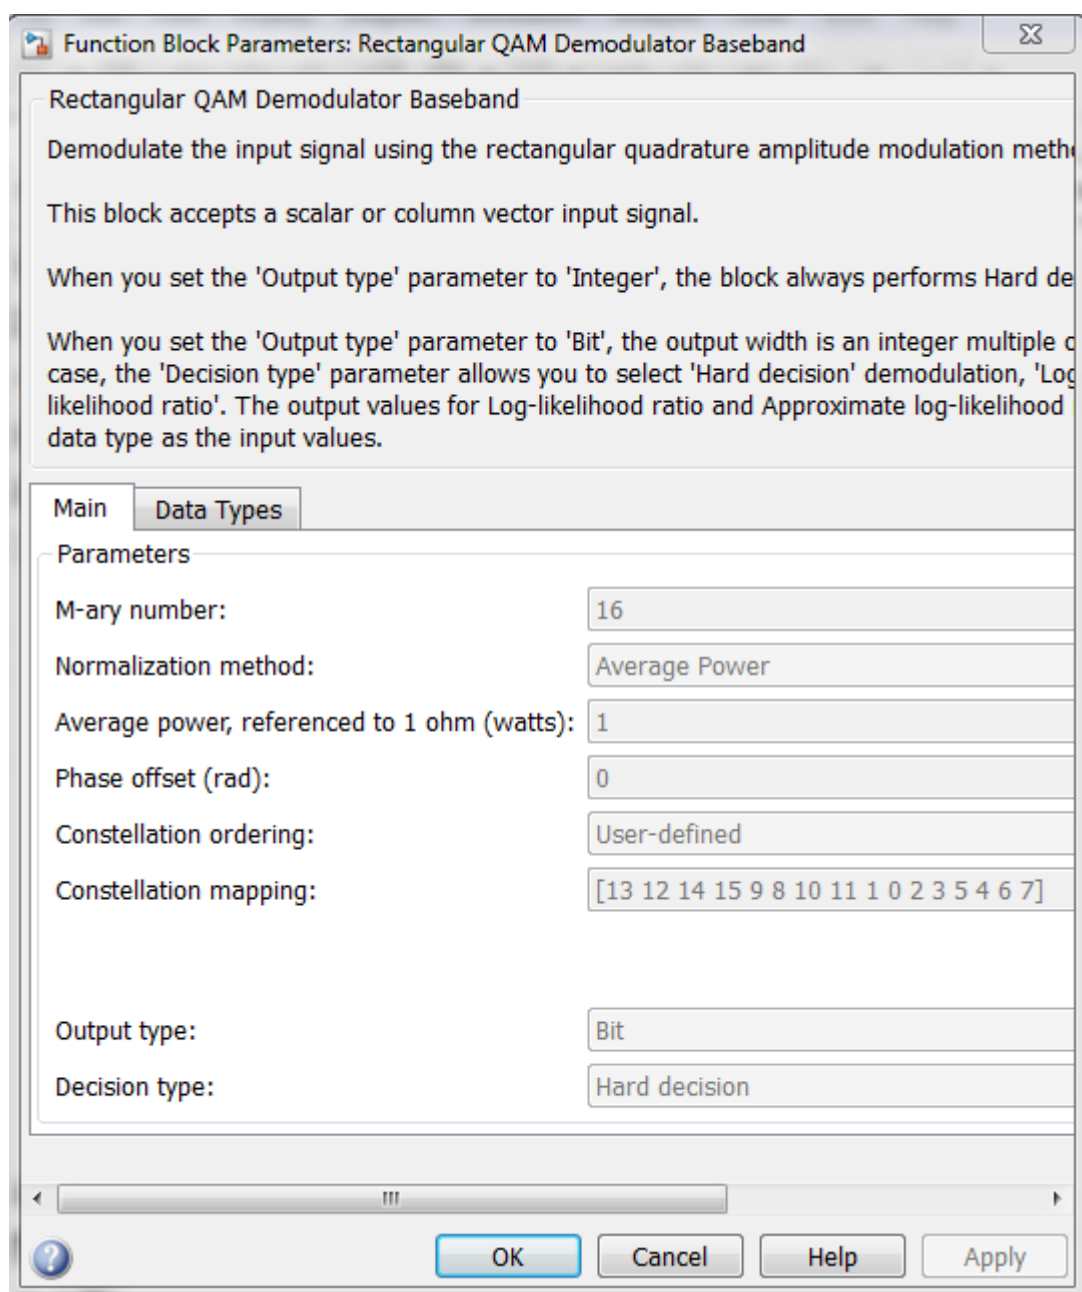 Function Block Parameters: Rectangular QAM Demodulator Baseband
Rectangular QAM Demodulator Baseband
Demodulate the input signal using the rectangular quadrature amplitude modulation meth
This block accepts a scalar or column vector input signal.
When you set the 'Output type' parameter to 'Integer', the block always performs Hard de
When you set the 'Output type' parameter to 'Bit', the output width is an integer multiple
case, the 'Decision type' parameter allows you to select 'Hard decision' demodulation, 'Log
likelihood ratio'. The output values for Log-likelihood ratio and Approximate log-likelihood
data type as the input values.
Main Data Types
Parameters
M-ary number: 16
Normalization method: Average Power
Average power, referenced to 1 ohm (watts): 1
Phase offset (rad): 0
Constellation ordering: User-defined
Constellation mapping: [13 12 14 15 9 8 10 11 1 0 2 3 5 4 6 7]
Output type: Bit
Decision type: Hard decision
OK Cancel Help Apply